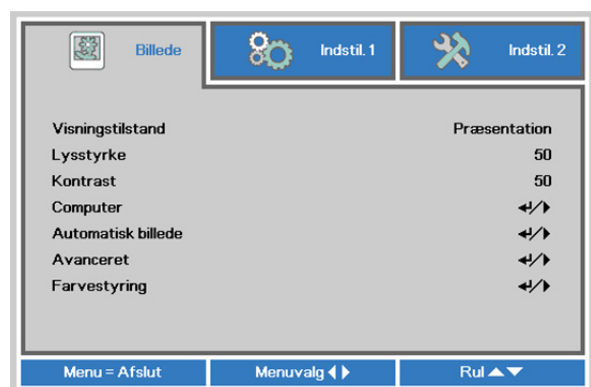 Billede Indstil. 1 Indstil. 2
Visningstilstand Præsentation
Lysstyrke 50
Kontrast 50
Computer ↵/▶
Automatisk billede ↵/▶
Avanceret ↵/▶
Farvestyring ↵/▶
Menu = Afslut Menuvalg ◀▶ Rul ▲▼